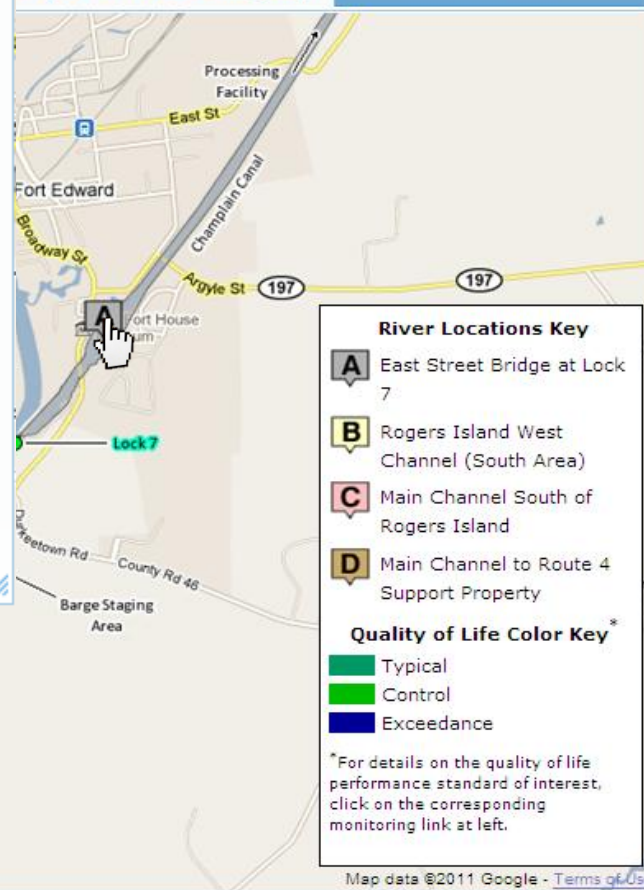 Processing
Facility
East St
Champlain Canal
Fort Edward
Broadway St
Argyle St
197
197
A
ort House
um
Lock 7
Durkeetown Rd
County Rd 46
Barge Staging
Area
River Locations Key
A East Street Bridge at Lock
7
B Rogers Island West
Channel (South Area)
C Main Channel South of
Rogers Island
D Main Channel to Route 4
Support Property
Quality of Life Color Key*
Typical
Control
Exceedance
*For details on the quality of life
performance standard of interest,
click on the corresponding
monitoring link at left.
Map data ©2011 Google - Terms of Us